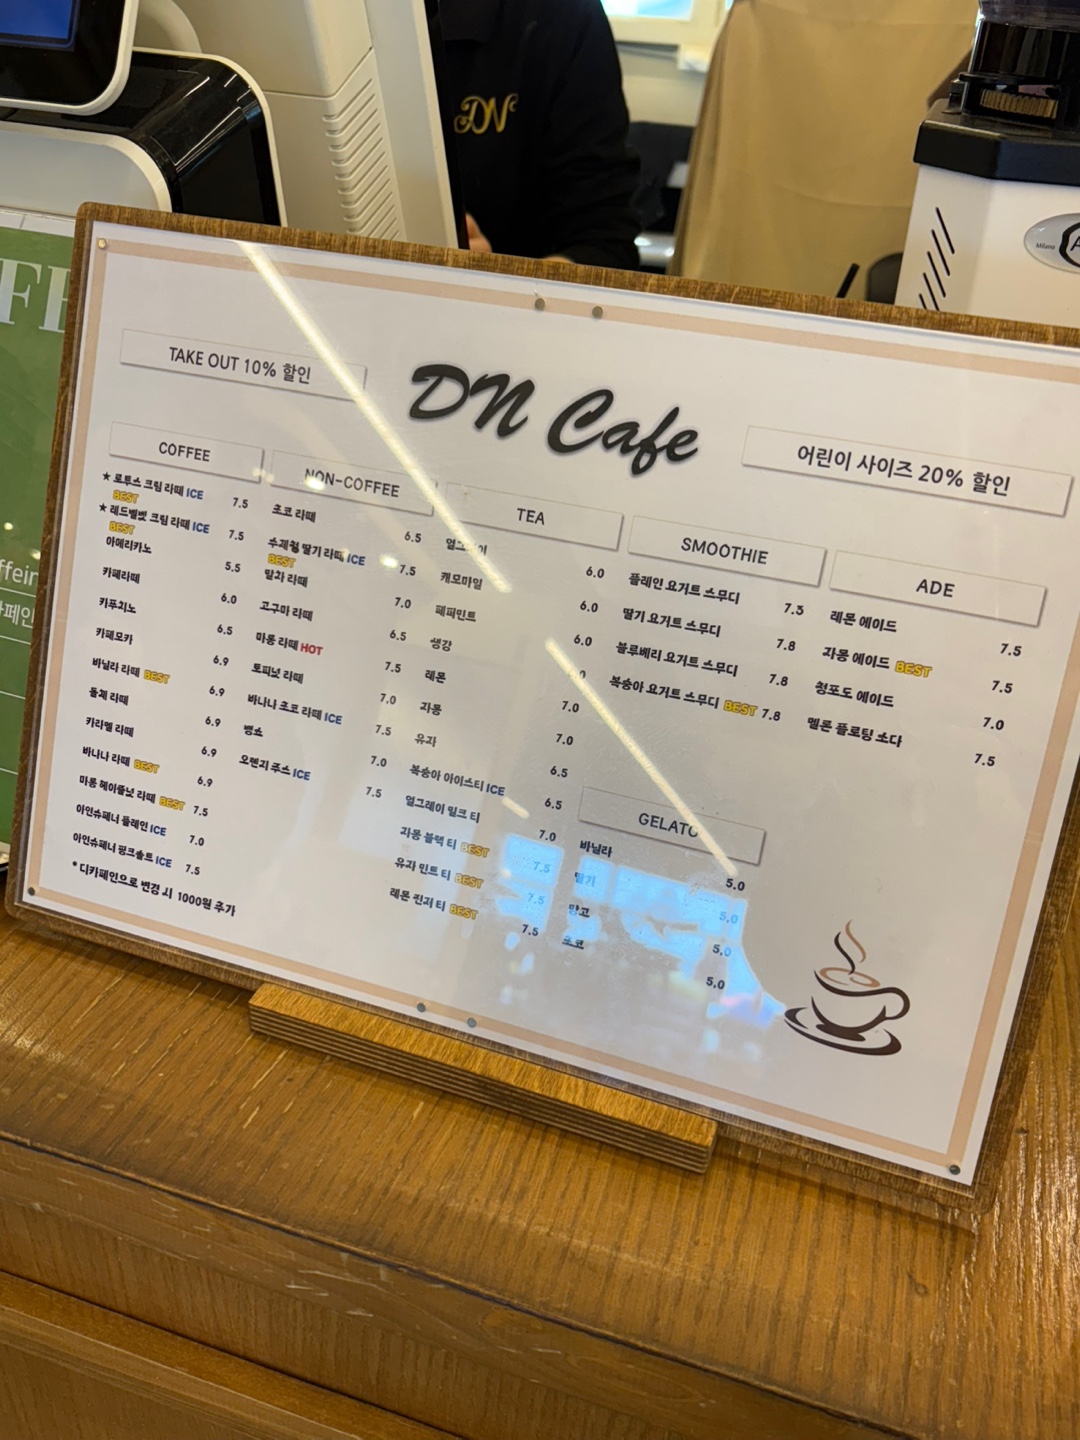 DN
FF
ffein
카페인
Milano
TAKE OUT 10% 할인
DN Cafe
어린이 사이즈 20% 할인
COFFEE
★ 로투스 크림 라떼 ICE 7.5
BEST
★ 레드벨벳 크림 라떼 ICE 7.5
BEST
아메리카노 5.5
카페라떼 6.0
카푸치노 6.5
카페모카 6.9
바닐라 라떼 BEST 6.9
돌체 라떼 6.9
카라멜 라떼 6.9
바나나 라떼 BEST 6.9
마롱 헤이즐넛 라떼 BEST 7.5
아인슈페너 플레인 ICE 7.0
아인슈페너 핑크솔트 ICE 7.5
* 디카페인으로 변경 시 1000원 추가
NON-COFFEE
초코 라떼 6.5
수제청 딸기 라떼 ICE 7.5
BEST
말차 라떼 7.0
고구마 라떼 6.5
마롱 라떼 HOT 7.5
토피넛 라떼 7.0
바나나 초코 라떼 ICE 7.5
뱅쇼 7.0
오렌지 쥬스 ICE 7.5
TEA
얼그레이 6.0
캐모마일 6.0
페퍼민트 6.0
생강
레몬 7.0
자몽 7.0
유자 6.5
복숭아 아이스티 ICE 6.5
얼그레이 밀크 티 7.0
자몽 블랙 티 BEST 7.5
유자 민트 티 BEST 7.5
레몬 진저 티 BEST 7.5
SMOOTHIE
플레인 요거트 스무디 7.5
딸기 요거트 스무디 7.8
블루베리 요거트 스무디 7.8
복숭아 요거트 스무디 BEST 7.8
GELATO
바닐라 5.0
딸기 5.0
망고 5.0
초코 5.0
ADE
레몬 에이드 7.5
자몽 에이드 BEST 7.5
청포도 에이드 7.0
멜론 플로팅 소다 7.5